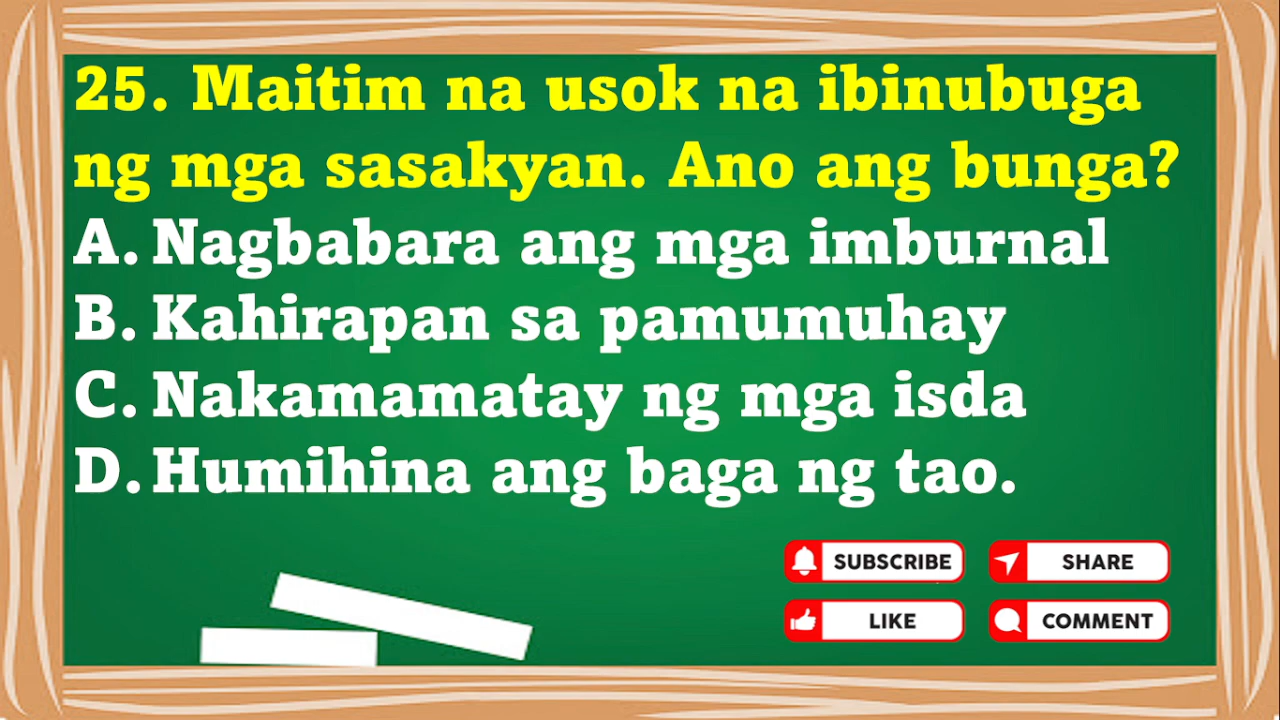 25. Maitim na usok na ibinubuga
ng mga sasakyan. Ano ang bunga?
A. Nagbabara ang mga imburnal
B. Kahirapan sa pamumuhay
C. Nakamamatay ng mga isda
D. Humihina ang baga ng tao.
SUBSCRIBE SHARE
LIKE COMMENT